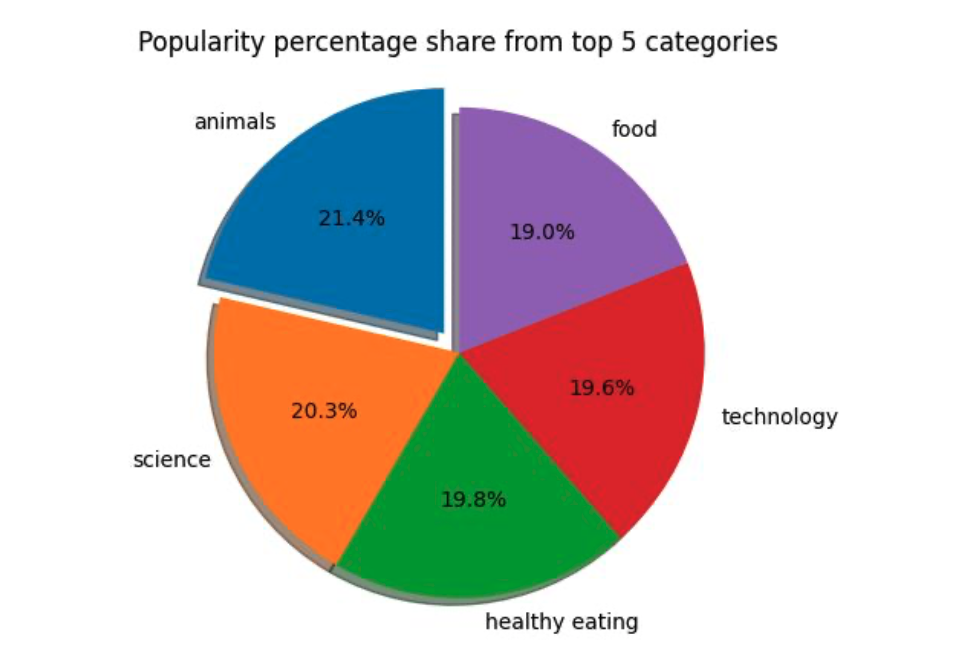 Popularity percentage share from top 5 categories
animals
food
21.4%
19.0%
19.6%
technology
20.3%
science
19.8%
healthy eating